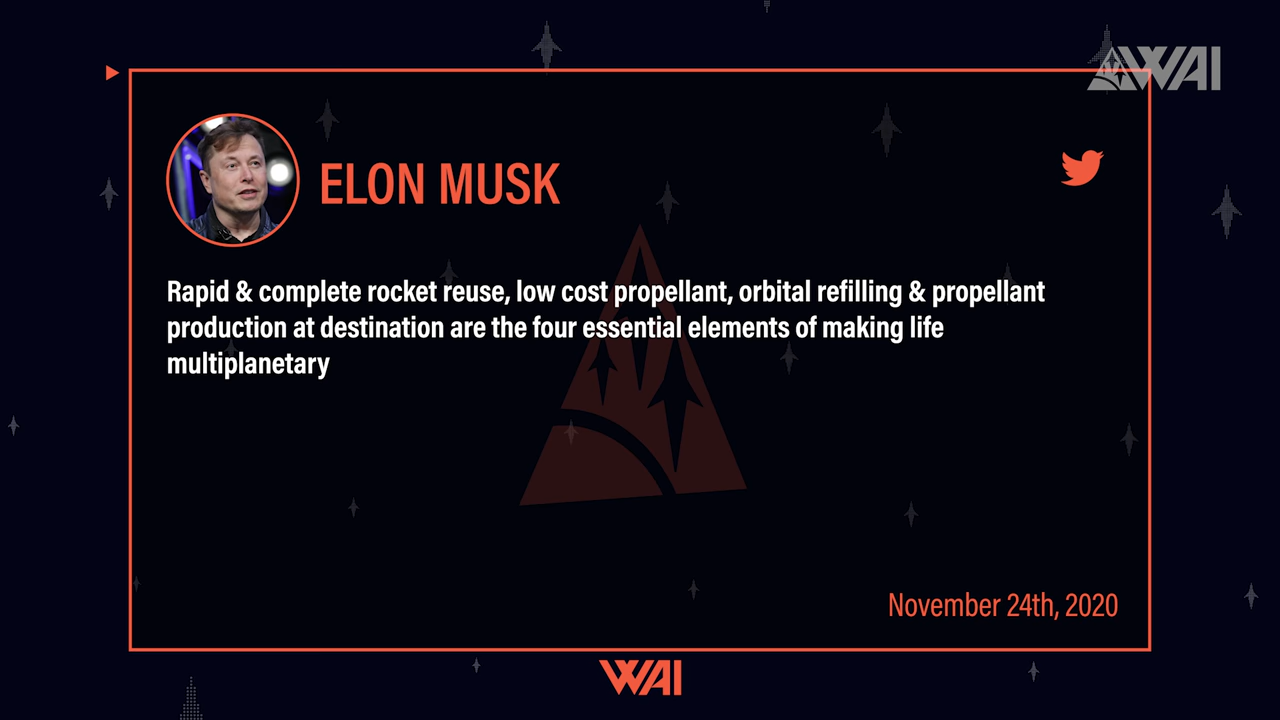 WAI
ELON MUSK
Rapid & complete rocket reuse, low cost propellant, orbital refilling & propellant
production at destination are the four essential elements of making life
multiplanetary
November 24th, 2020
WAI